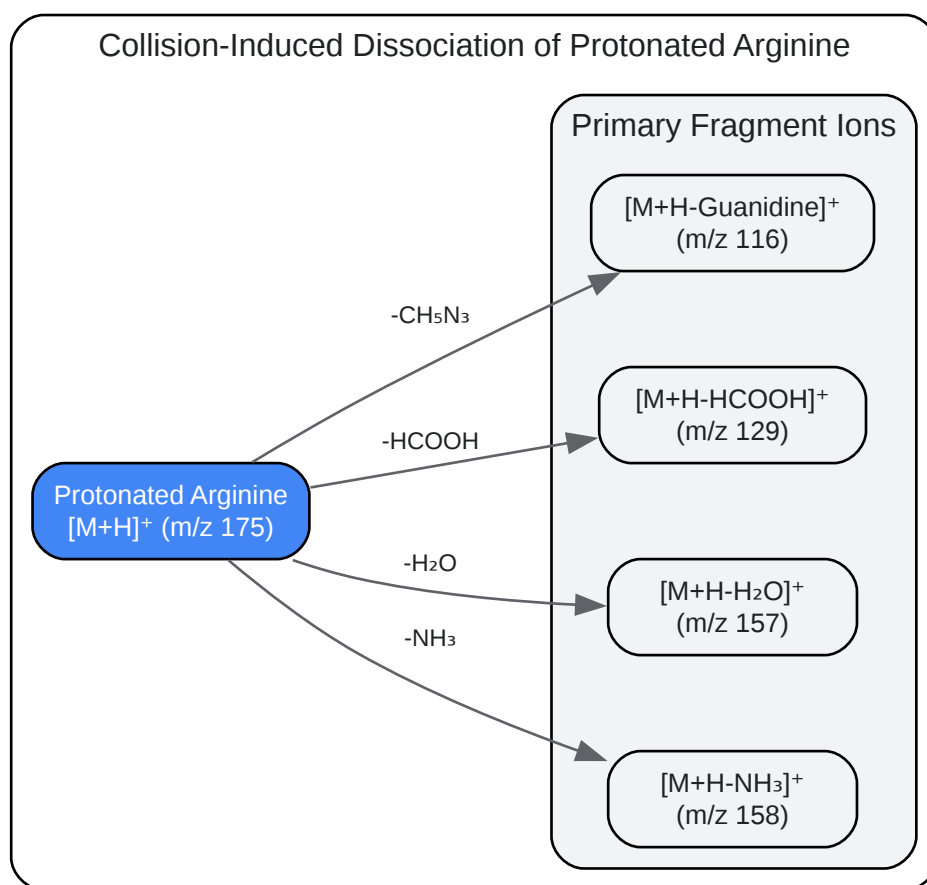 Collision-Induced Dissociation of Protonated Arginine
Primary Fragment Ions
[M+H-Guanidine]⁺
(m/z 116)
-CH₅N₃
[M+H-HCOOH]⁺
(m/z 129)
-HCOOH
Protonated Arginine
[M+H]⁺ (m/z 175)
-H₂O
[M+H-H₂O]⁺
(m/z 157)
-NH₃
[M+H-NH₃]⁺
(m/z 158)